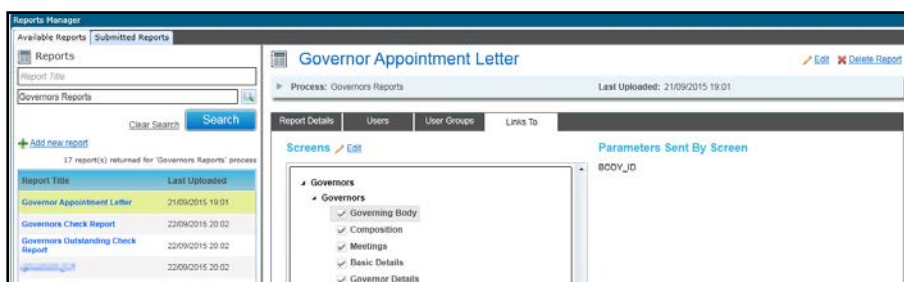 Reports Manager
Available Reports Submitted Reports
Reports
Report Title
Governors Reports
Clear Search Search
Add new report
17 report(s) returned for 'Governors Reports' process
Report Title Last Uploaded
Governor Appointment Letter 21/09/2015 19:01
Governors Check Report 22/09/2015 20:02
Governors Outstanding Check
Report 22/09/2015 20:02
22/09/2015 20:02
Governor Appointment Letter
Edit Delete Report
Process: Governors Reports Last Uploaded: 21/09/2015 19:01
Report Details Users User Groups Links To
Screens Edit
Governors
Governors
Governing Body
Composition
Meetings
Basic Details
Governor Details
Parameters Sent By Screen
BODY_ID